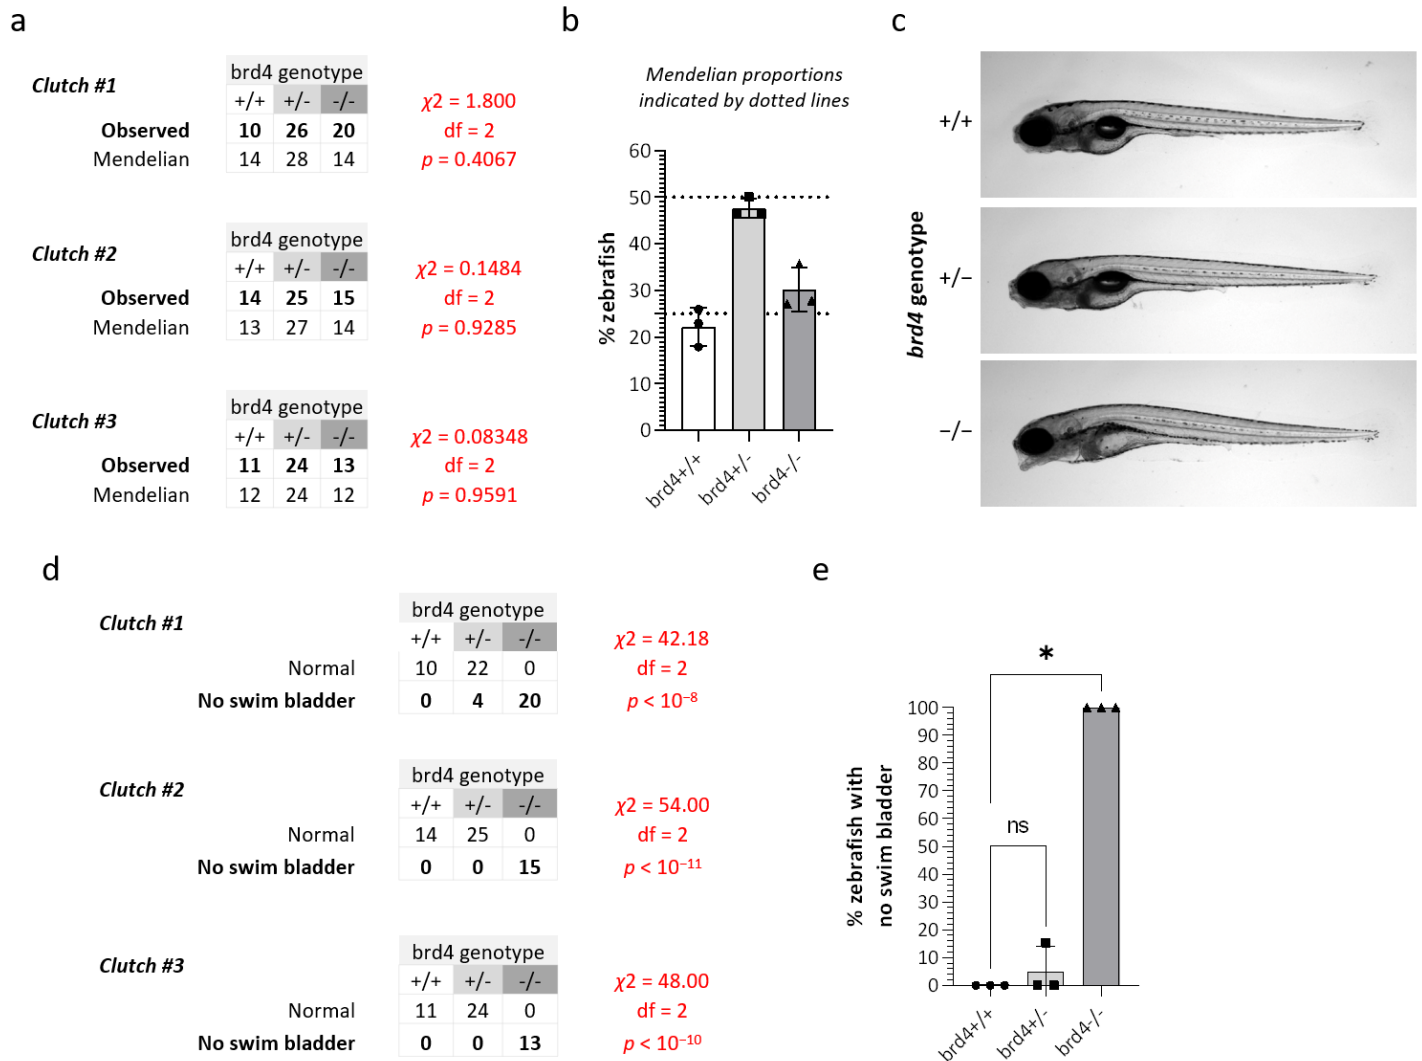 a
Clutch #1
brd4 genotype
+/+ +/- -/-
Observed 10 26 20
Mendelian 14 28 14
χ2 = 1.800
df = 2
p = 0.4067
Clutch #2
brd4 genotype
+/+ +/- -/-
Observed 14 25 15
Mendelian 13 27 14
χ2 = 0.1484
df = 2
p = 0.9285
Clutch #3
brd4 genotype
+/+ +/- -/-
Observed 11 24 13
Mendelian 12 24 12
χ2 = 0.08348
df = 2
p = 0.9591
b
Mendelian proportions
indicated by dotted lines
% zebrafish
60
50
40
30
20
10
0
brd4+/+ brd4+/- brd4-/-
c
brd4 genotype
+/+
+/−
−/−
d
Clutch #1
brd4 genotype
+/+ +/- -/-
Normal 10 22 0
No swim bladder 0 4 20
χ2 = 42.18
df = 2
p < 10⁻⁸
Clutch #2
brd4 genotype
+/+ +/- -/-
Normal 14 25 0
No swim bladder 0 0 15
χ2 = 54.00
df = 2
p < 10⁻¹¹
Clutch #3
brd4 genotype
+/+ +/- -/-
Normal 11 24 0
No swim bladder 0 0 13
χ2 = 48.00
df = 2
p < 10⁻¹⁰
e
% zebrafish with
no swim bladder
*
ns
100
90
80
70
60
50
40
30
20
10
0
brd4+/+ brd4+/- brd4-/-